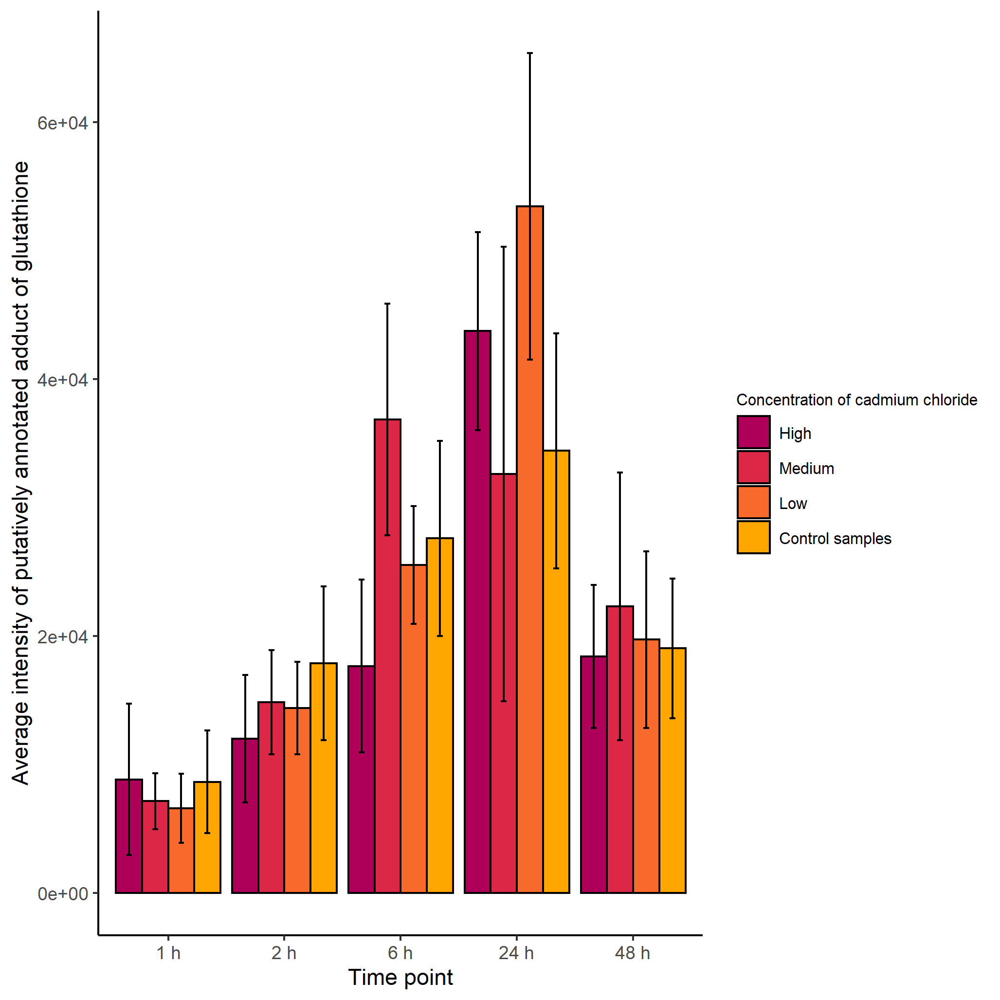 Average intensity of putatively annotated adduct of glutathione
6e+04
4e+04
2e+04
0e+00
1 h
2 h
6 h
24 h
48 h
Time point
Concentration of cadmium chloride
High
Medium
Low
Control samples